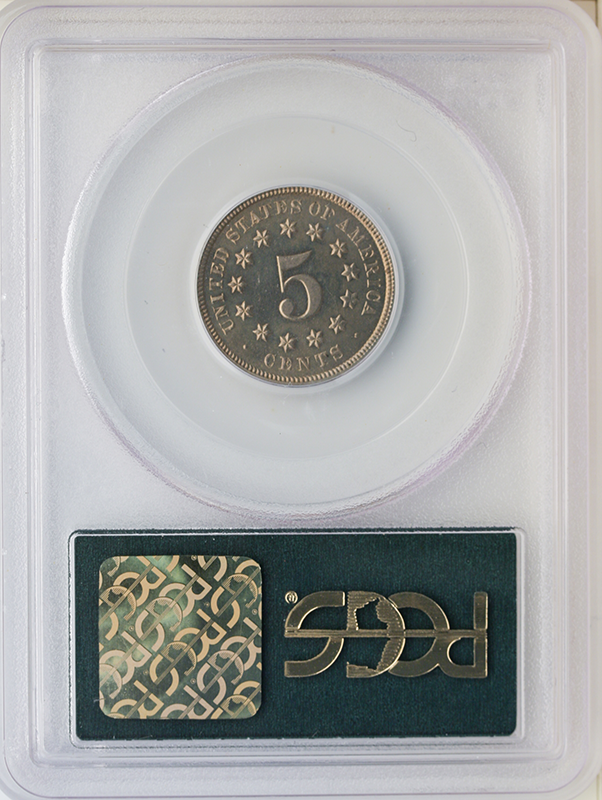 UNITED STATES OF AMERICA
5
CENTS
PCGS®